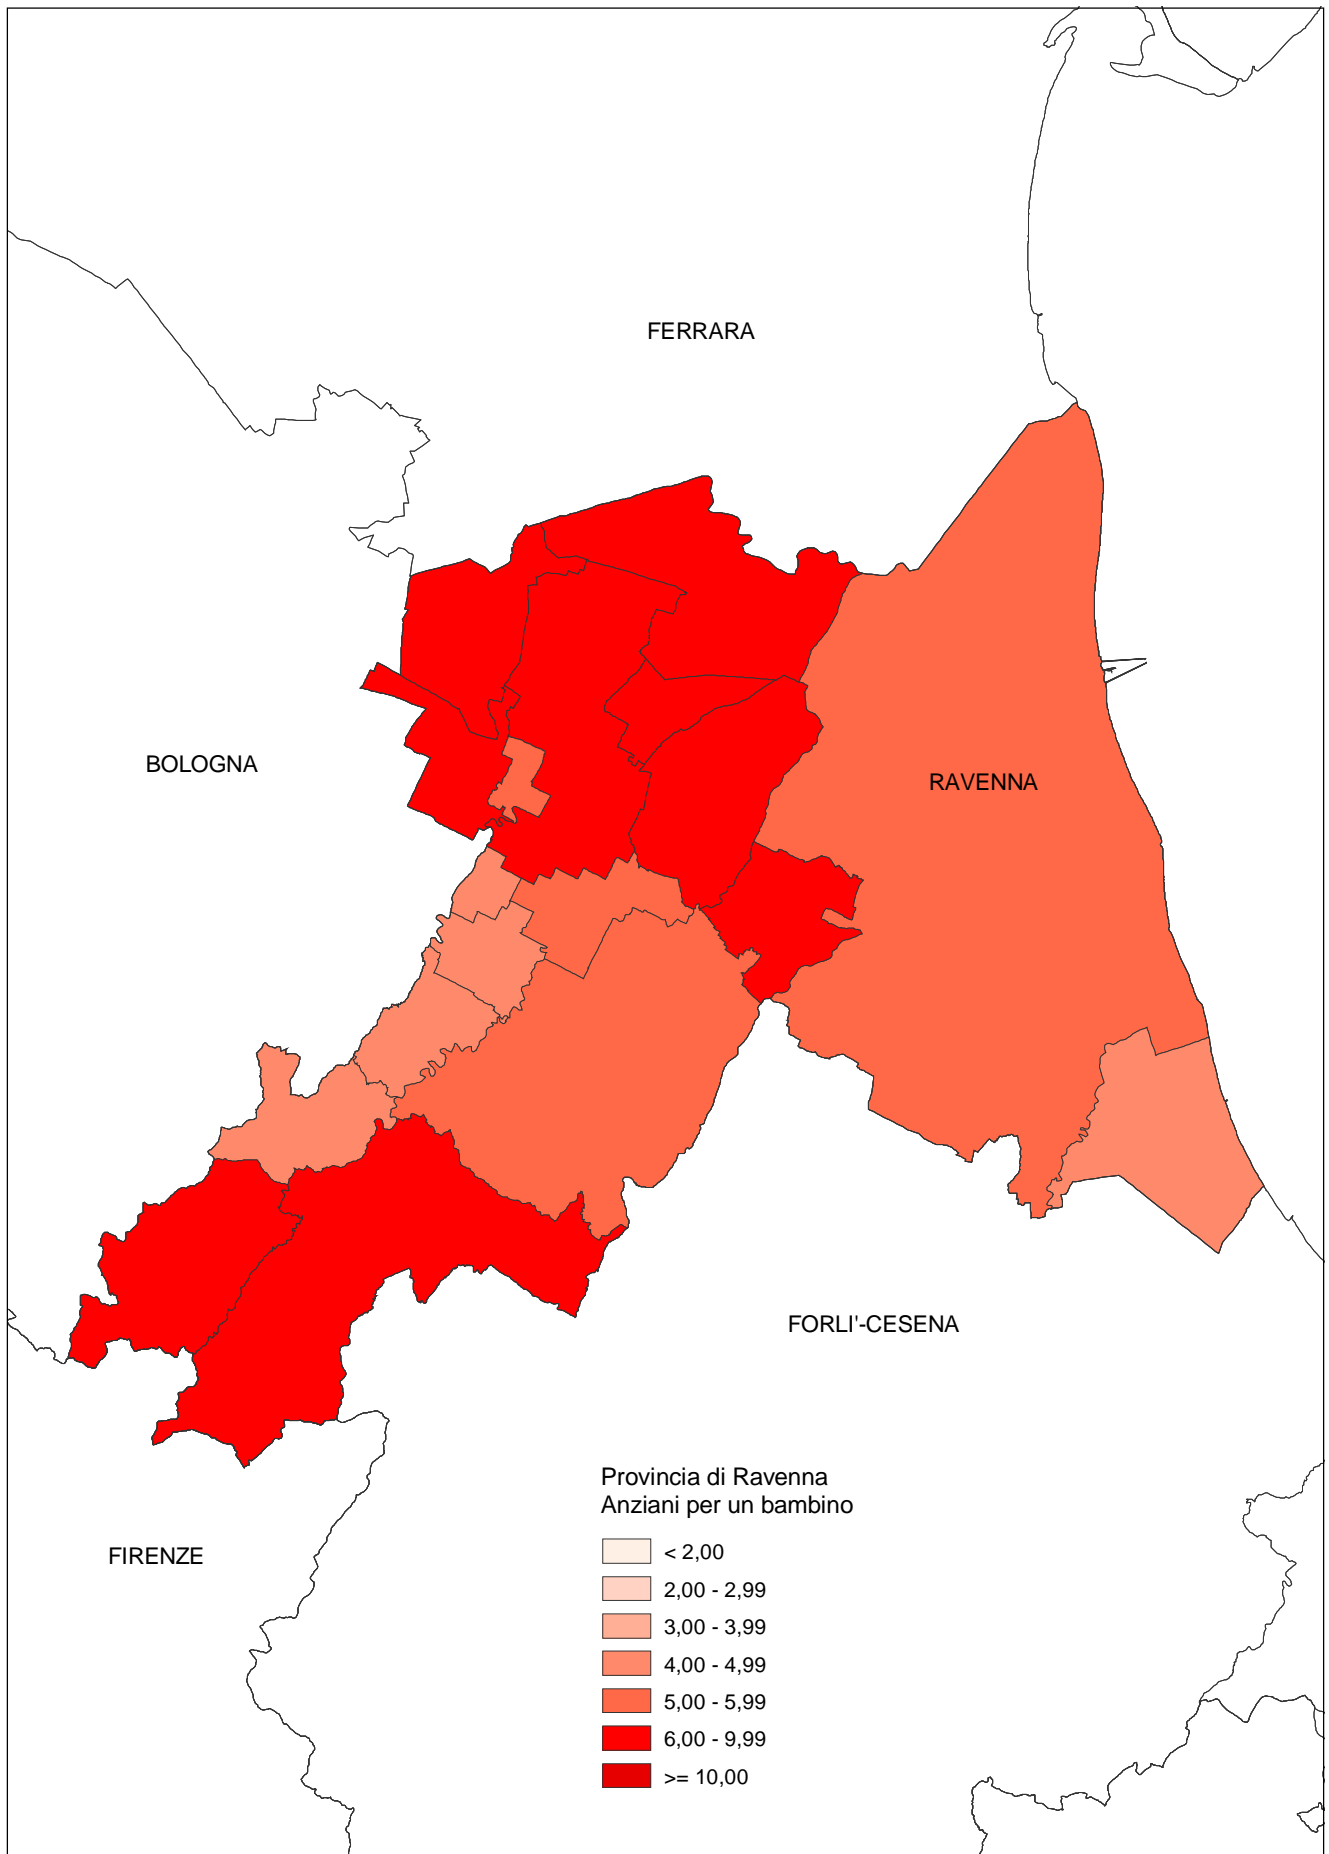 FERRARA
BOLOGNA
RAVENNA
FORLI'-CESENA
FIRENZE
Provincia di Ravenna
Anziani per un bambino
< 2,00
2,00 - 2,99
3,00 - 3,99
4,00 - 4,99
5,00 - 5,99
6,00 - 9,99
>= 10,00